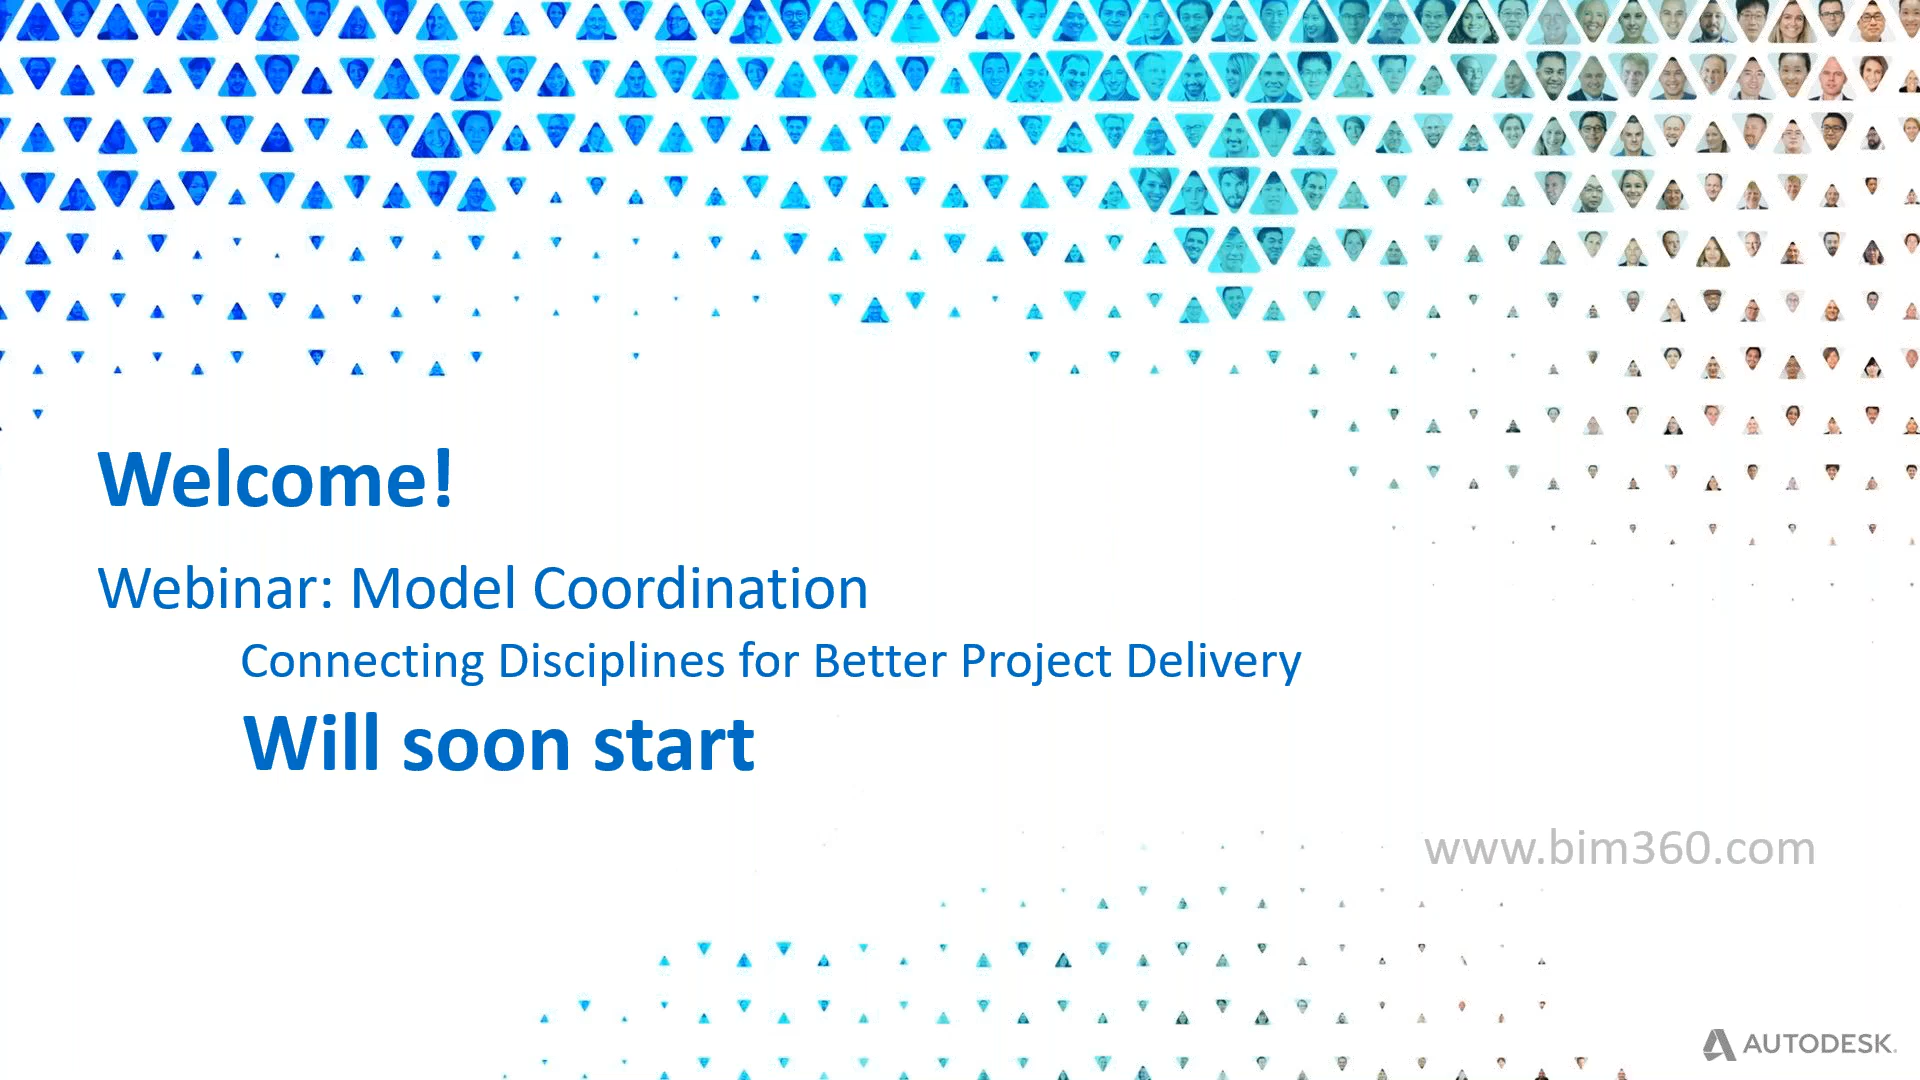 Welcome!
Webinar: Model Coordination
Connecting Disciplines for Better Project Delivery
Will soon start
www.bim360.com
AUTODESK.